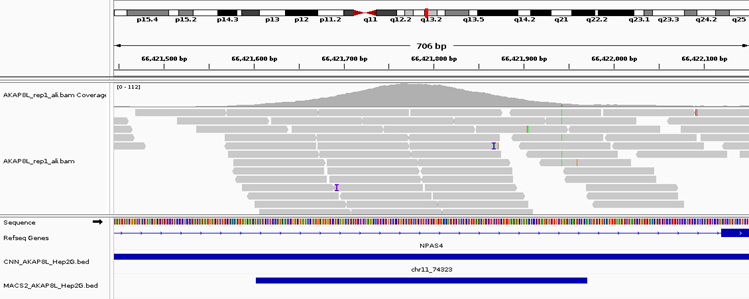 p15.4 p15.2 p14.3 p13 p12 p11.2 q11 q12.2 q13.2 q13.5 q14.2 q21 q22.2 q23.1 q23.3 q24.2 q25
706 bp
66,421,500 bp 66,421,600 bp 66,421,700 bp 66,421,800 bp 66,421,900 bp 66,422,000 bp 66,422,100 bp
[0 - 112]
AKAP8L_rep1_ali.bam Coverage
AKAP8L_rep1_ali.bam
Sequence
Refseq Genes
NPAS4
CNN_AKAP8L_Hep2G.bed
chr11_74323
MACS2_AKAP8L_Hep2G.bed